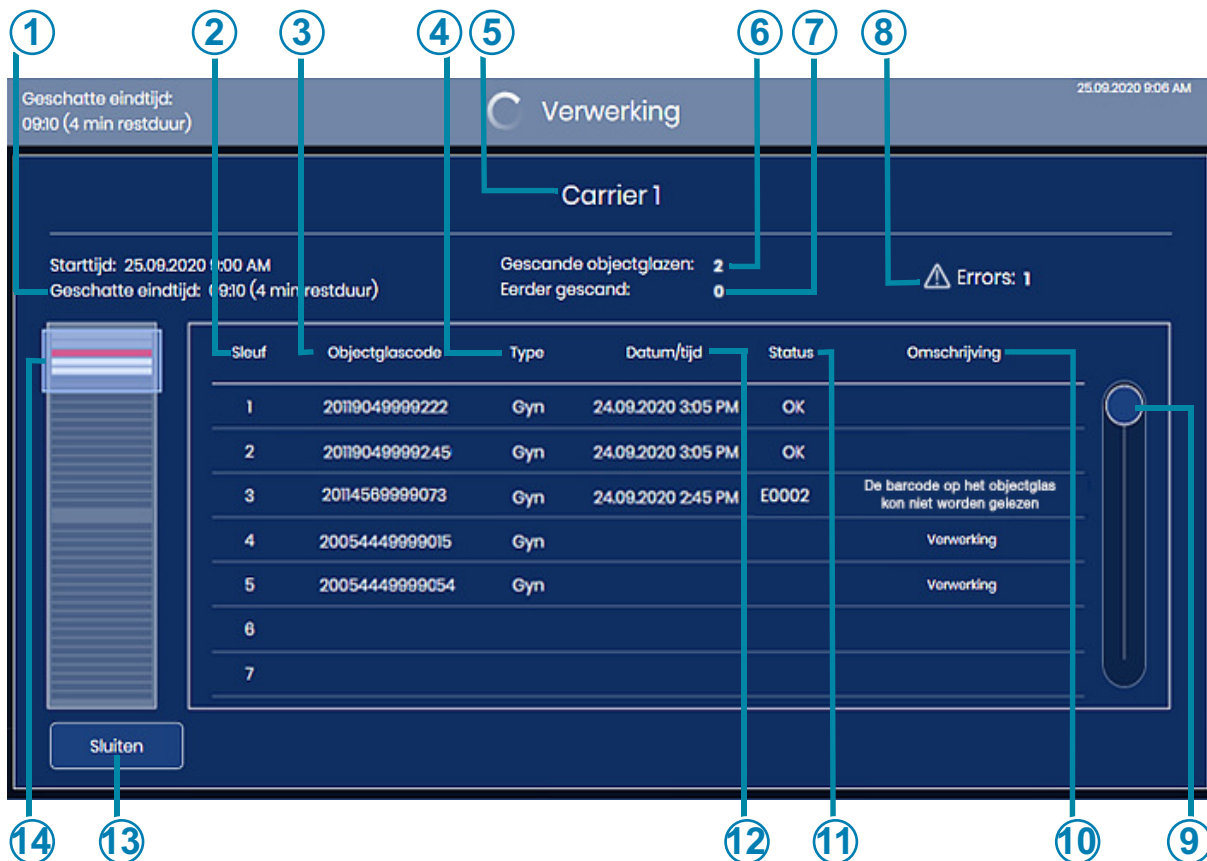 1 2 3 4 5 6 7 8
Geschatte eindtijd:
09:10 (4 min restduur)
Verwerking
25.09.2020 9:06 AM
Carrier 1
Starttijd: 25.09.2020 9:00 AM
Geschatte eindtijd: 09:10 (4 min restduur)
Gescande objectglazen: 2
Eerder gescand: 0
Errors: 1
Sleuf Objectglascode Type Datum/tijd Status Omschrijving
1 20119049999222 Gyn 24.09.2020 3:05 PM OK
2 20119049999245 Gyn 24.09.2020 3:05 PM OK
3 20114569999073 Gyn 24.09.2020 2:45 PM E0002 De barcode op het objectglas
kon niet worden gelezen
4 20054449999015 Gyn Verwerking
5 20054449999054 Gyn Verwerking
6
7
9
Sluiten
14 13 12 11 10